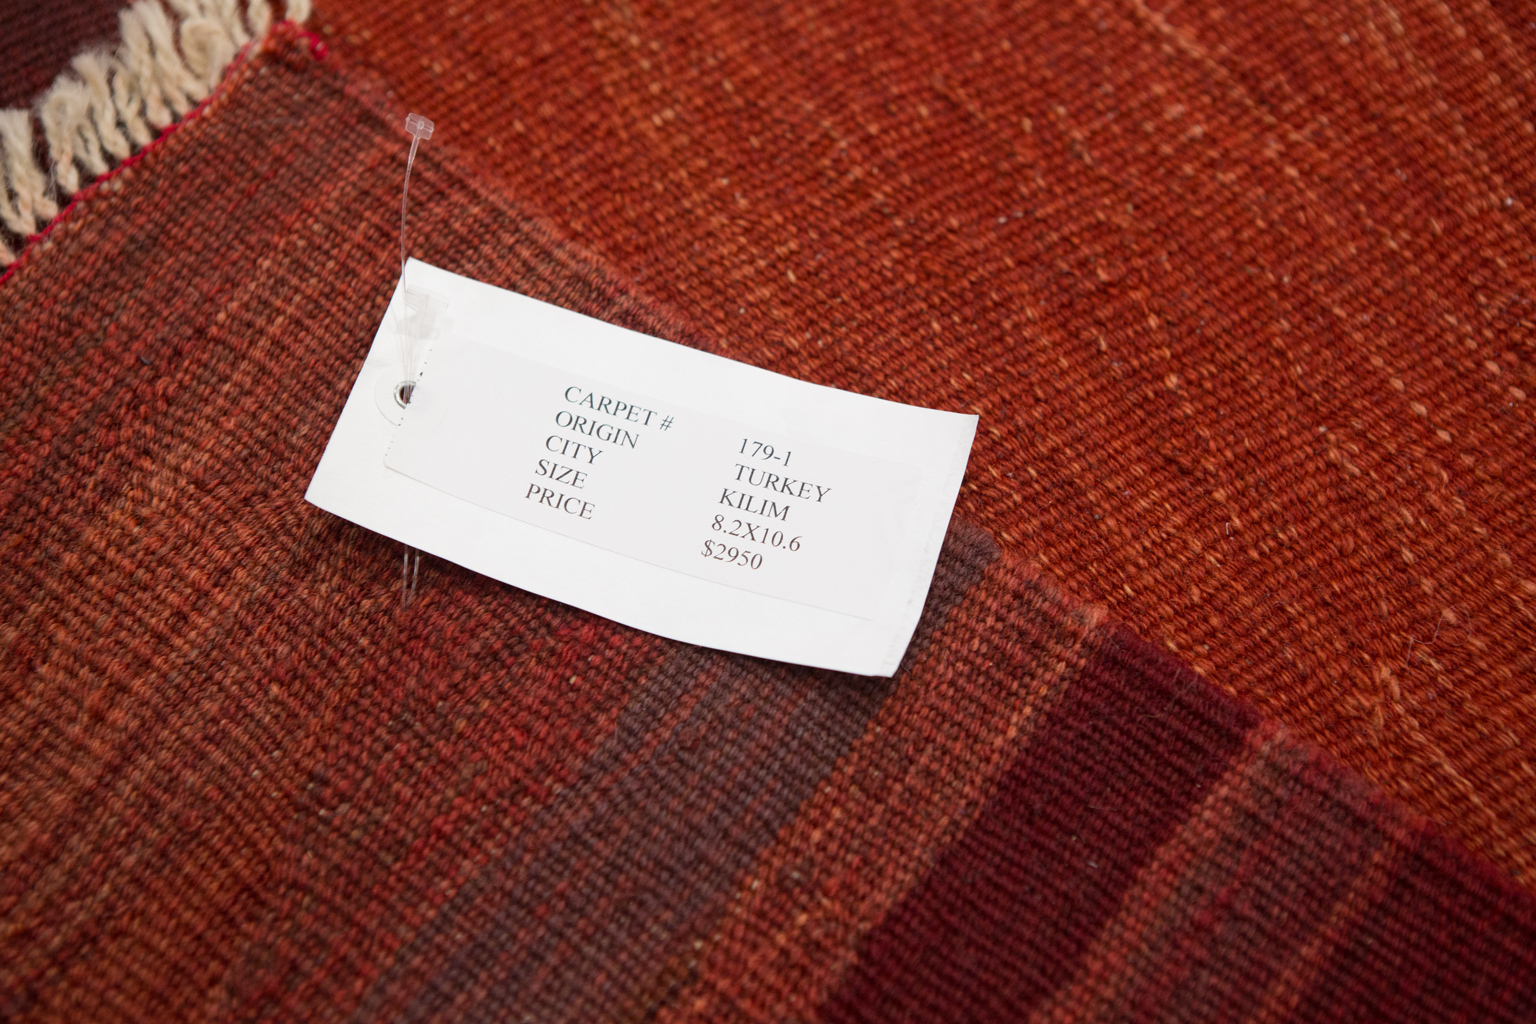 CARPET # 179-1
ORIGIN TURKEY
CITY KILIM
SIZE 8.2X10.6
PRICE $2950